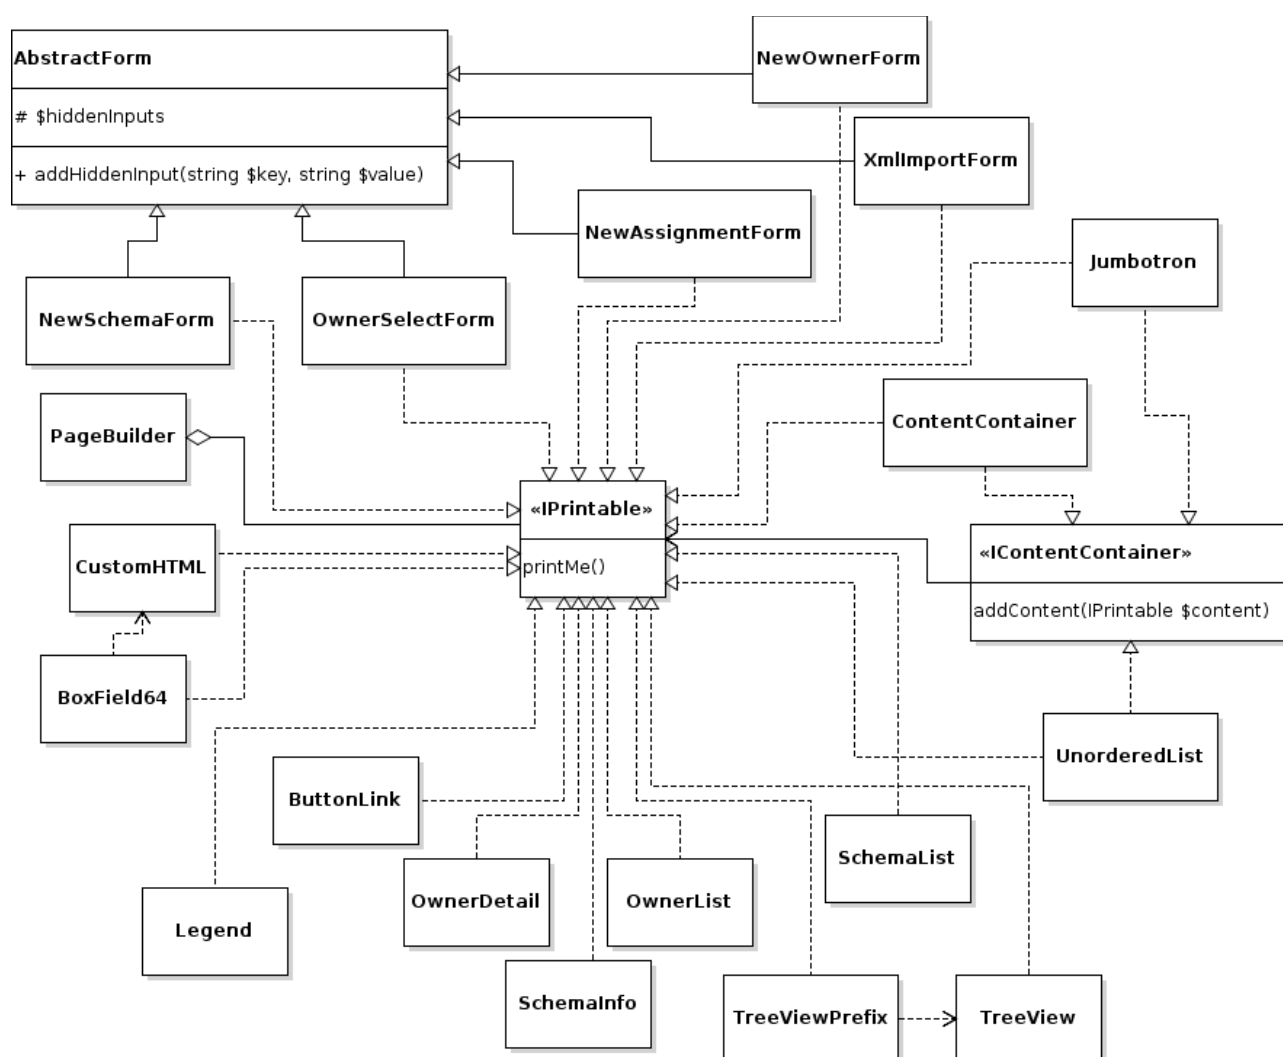 AbstractForm
# $hiddenInputs
+ addHiddenInput(string $key, string $value)
NewOwnerForm
XmlImportForm
NewAssignmentForm
Jumbotron
NewSchemaForm
OwnerSelectForm
PageBuilder
ContentContainer
«IPrintable»
printMe()
«IContentContainer»
addContent(IPrintable $content)
CustomHTML
BoxField64
UnorderedList
ButtonLink
SchemaList
OwnerDetail
OwnerList
Legend
SchemaInfo
TreeViewPrefix
TreeView